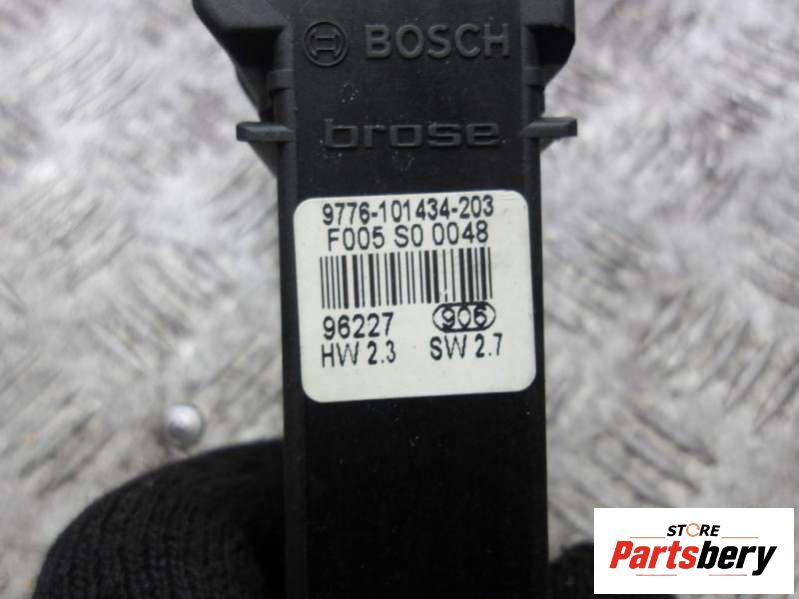 BOSCH
brose
9776-101434-203
F005 S0 0048
96227 906
HW 2.3 SW 2.7
STORE
Partsbery